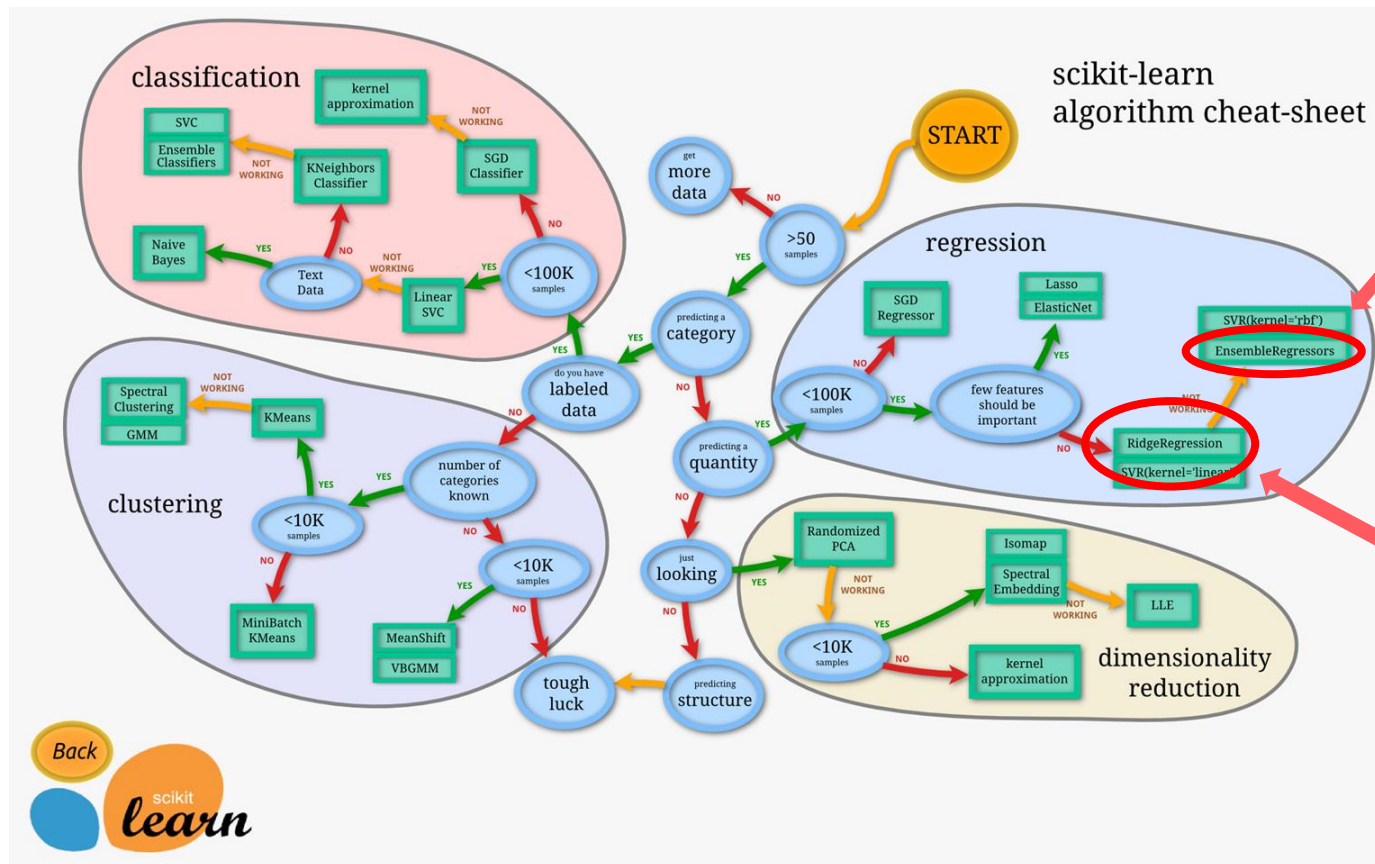 scikit-learn
algorithm cheat-sheet
START
get
more
data
NO
>50
samples
YES
predicting a
category
YES
NO
do you have
labeled
data
YES
NO
predicting a
quantity
YES
NO
just
looking
YES
NO
predicting
structure
tough
luck
classification
kernel
approximation
NOT
WORKING
SVC
Ensemble
Classifiers
NOT
WORKING
KNeighbors
Classifier
SGD
Classifier
NO
Naive
Bayes
YES
NO
Text
Data
NOT
WORKING
Linear
SVC
YES
<100K
samples
regression
SGD
Regressor
NO
<100K
samples
YES
Lasso
ElasticNet
YES
few features
should be
important
NO
SVR(kernel='rbf')
EnsembleRegressors
NOT
WORKING
RidgeRegression
SVR(kernel='linear')
clustering
Spectral
Clustering
GMM
NOT
WORKING
KMeans
YES
<10K
samples
YES
number of
categories
known
NO
NO
MiniBatch
KMeans
<10K
samples
YES
NO
MeanShift
VBGMM
dimensionality
reduction
Randomized
PCA
NOT
WORKING
<10K
samples
YES
NO
Isomap
Spectral
Embedding
NOT
WORKING
LLE
kernel
approximation
Back
scikit
learn